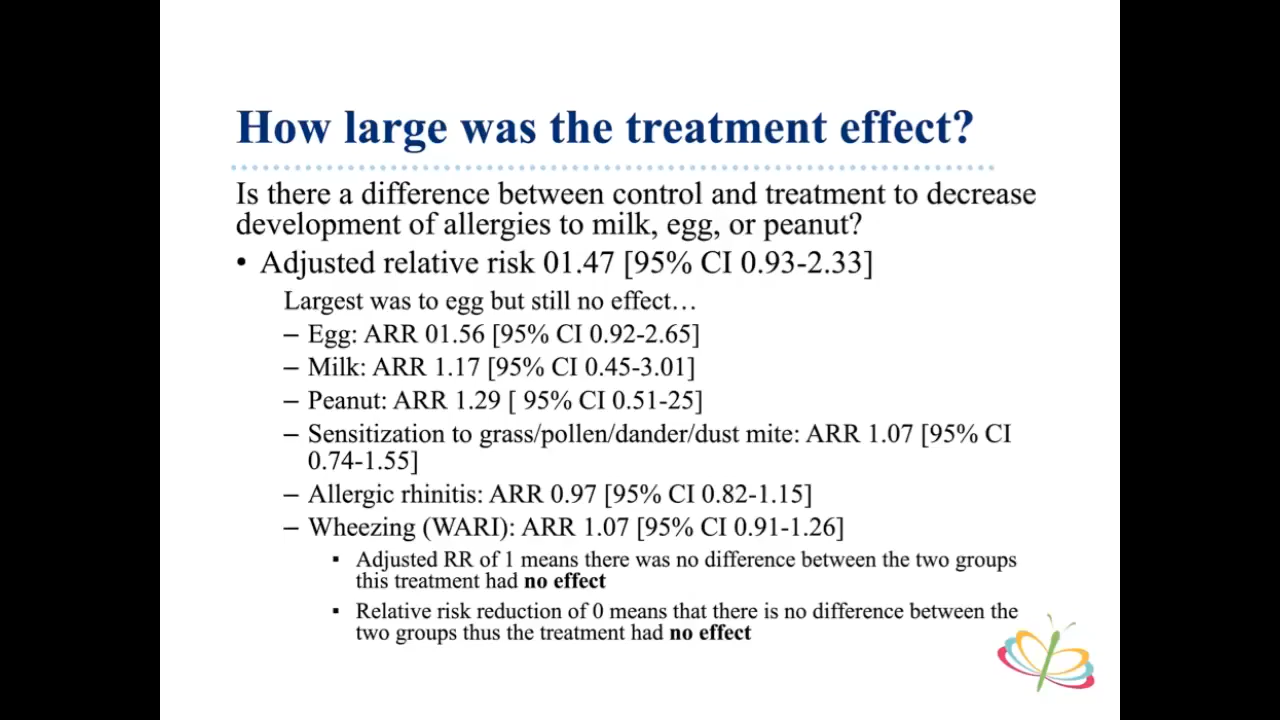 How large was the treatment effect?
Is there a difference between control and treatment to decrease
development of allergies to milk, egg, or peanut?
• Adjusted relative risk 01.47 [95% CI 0.93-2.33]
Largest was to egg but still no effect…
– Egg: ARR 01.56 [95% CI 0.92-2.65]
– Milk: ARR 1.17 [95% CI 0.45-3.01]
– Peanut: ARR 1.29 [ 95% CI 0.51-25]
– Sensitization to grass/pollen/dander/dust mite: ARR 1.07 [95% CI
0.74-1.55]
– Allergic rhinitis: ARR 0.97 [95% CI 0.82-1.15]
– Wheezing (WARI): ARR 1.07 [95% CI 0.91-1.26]
▪ Adjusted RR of 1 means there was no difference between the two groups
this treatment had no effect
▪ Relative risk reduction of 0 means that there is no difference between the
two groups thus the treatment had no effect